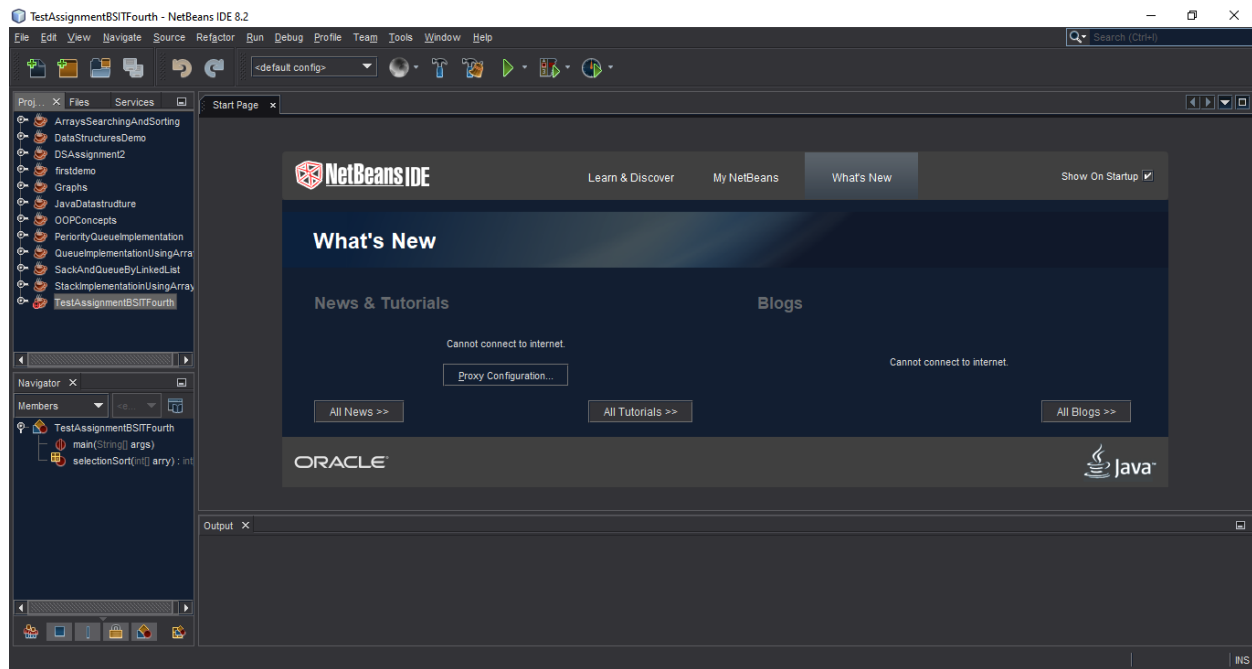 TestAssignmentBSITFourth - NetBeans IDE 8.2
File Edit View Navigate Source Refactor Run Debug Profile Team Tools Window Help
Search (Ctrl+I)
<default config>
Proj... Files Services
Start Page
ArraysSearchingAndSorting
DataStructuresDemo
DSAssignment2
firstdemo
Graphs
JavaDatastrudture
OOPConcepts
PeriorityQueueImplementation
QueueImplementationUsingArra
SackAndQueueByLinkedList
StackImplementatioinUsingArray
TestAssignmentBSITFourth
NetBeans IDE
Learn & Discover My NetBeans What's New
Show On Startup
What's New
News & Tutorials
Blogs
Cannot connect to internet.
Proxy Configuration...
Cannot connect to internet.
All News >> All Tutorials >> All Blogs >>
ORACLE
Java
Navigator
Members <e...
TestAssignmentBSITFourth
main(String[] args)
selectionSort(int[] arry) : int
Output
INS